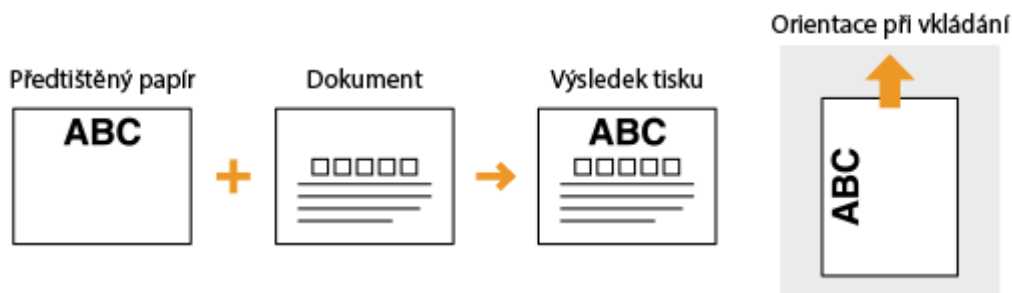 Orientace při vkládání
Předtištěný papír
Dokument
Výsledek tisku
ABC
ABC
ABC